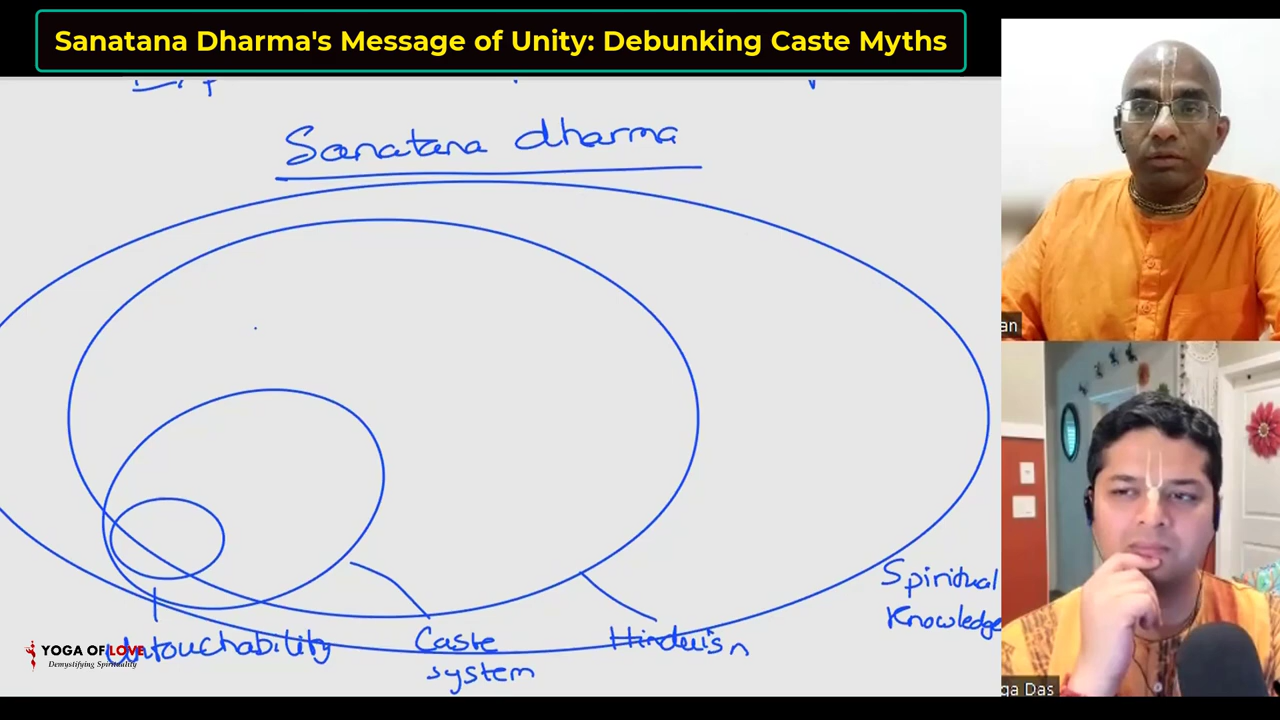 Sanatana Dharma's Message of Unity: Debunking Caste Myths
Sanatana dharma
an
Spiritual
Knowledge
Untouchability
Caste
system
Hinduism
YOGA OF LOVE
Demystifying Spirituality
ga Das